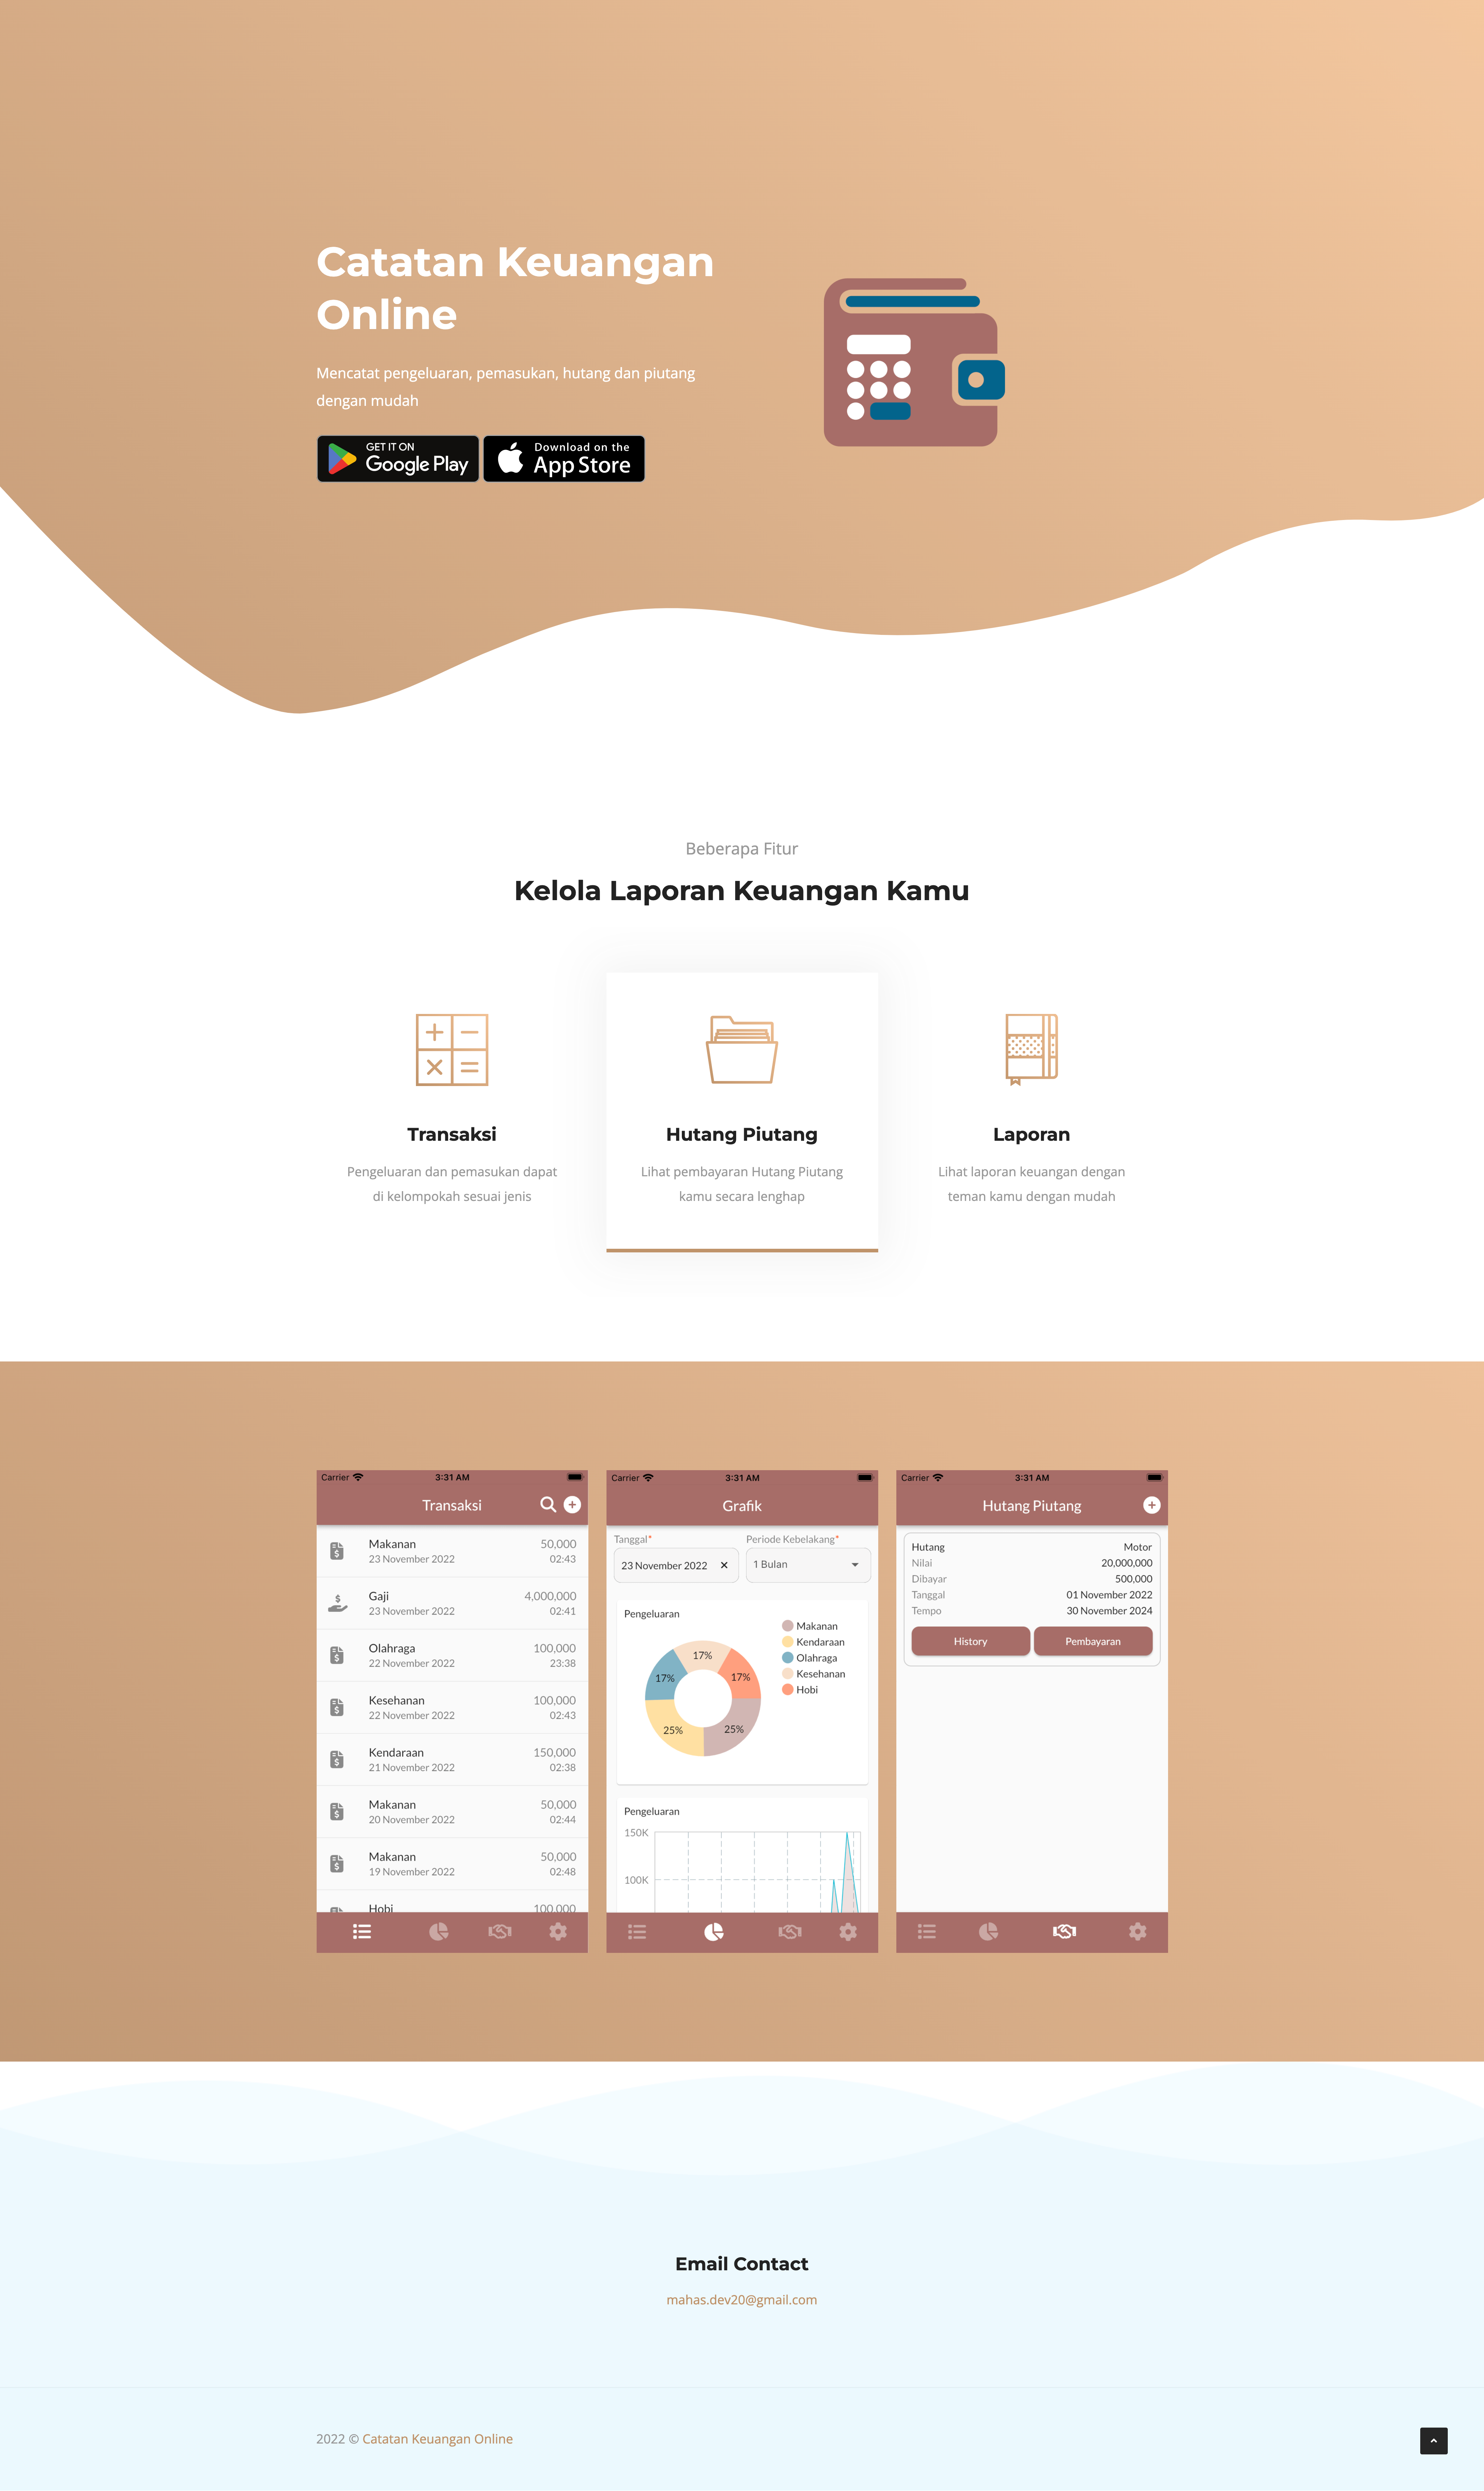 Catatan Keuangan
Online
Mencatat pengeluaran, pemasukan, hutang dan piutang
dengan mudah
GET IT ON
Google Play
Download on the
App Store
Beberapa Fitur
Kelola Laporan Keuangan Kamu
Transaksi
Pengeluaran dan pemasukan dapat
di kelompokah sesuai jenis
Hutang Piutang
Lihat pembayaran Hutang Piutang
kamu secara lenghap
Laporan
Lihat laporan keuangan dengan
teman kamu dengan mudah
Carrier 3:31 AM
Transaksi
Makanan 50,000
23 November 2022 02:43
Gaji 4,000,000
23 November 2022 02:41
Olahraga 100,000
22 November 2022 23:38
Kesehanan 100,000
22 November 2022 02:43
Kendaraan 150,000
21 November 2022 02:38
Makanan 50,000
20 November 2022 02:44
Makanan 50,000
19 November 2022 02:48
Hobi 100,000
Carrier 3:31 AM
Grafik
Tanggal* Periode Kebelakang*
23 November 2022 1 Bulan
Pengeluaran
Makanan
Kendaraan
Olahraga
Kesehanan
Hobi
17%
17%
17%
25%
25%
Pengeluaran
150K
100K
Carrier 3:31 AM
Hutang Piutang
Hutang Motor
Nilai 20,000,000
Dibayar 500,000
Tanggal 01 November 2022
Tempo 30 November 2024
History Pembayaran
Email Contact
mahas.dev20@gmail.com
2022 © Catatan Keuangan Online